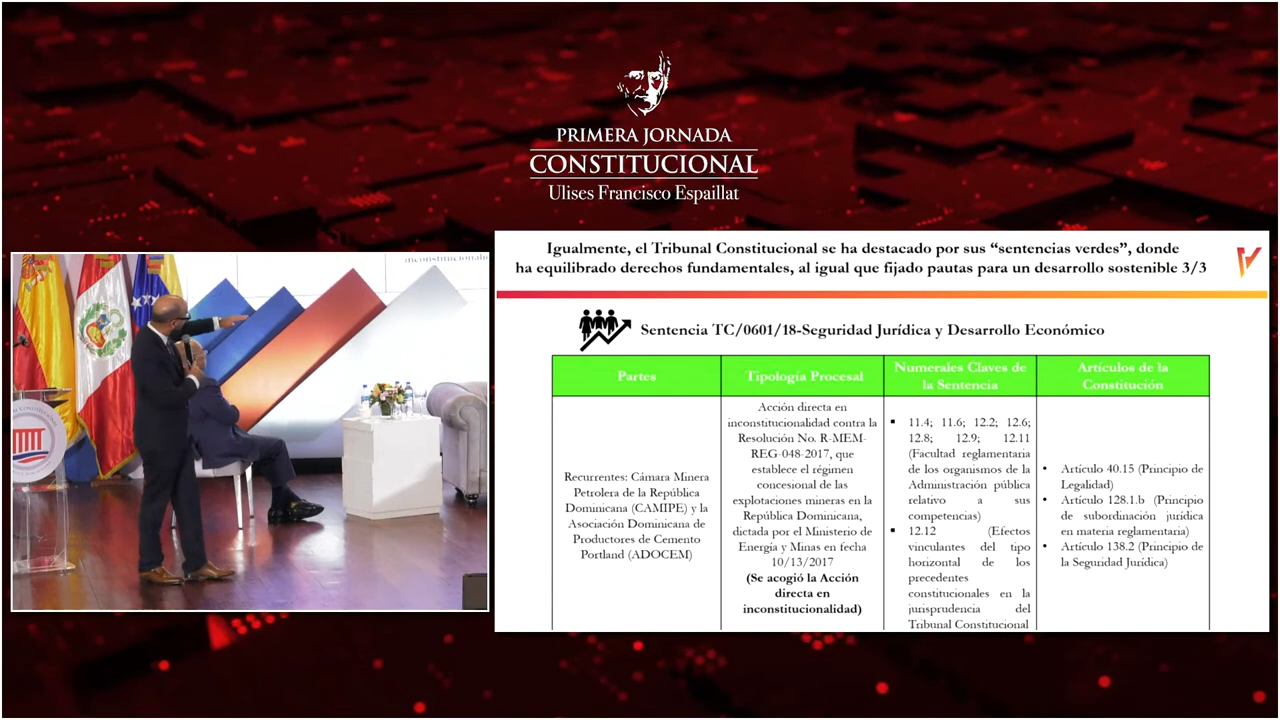 PRIMERA JORNADA
CONSTITUCIONAL
Ulises Francisco Espaillat
Igualmente, el Tribunal Constitucional se ha destacado por sus “sentencias verdes”, donde
ha equilibrado derechos fundamentales, al igual que fijado pautas para un desarrollo sostenible 3/3
Sentencia TC/0601/18-Seguridad Jurídica y Desarrollo Económico
Partes
Recurrentes: Cámara Minera
Petrolera de la República
Dominicana (CAMIPE) y la
Asociación Dominicana de
Productores de Cemento
Portland (ADOCEM)
Tipología Procesal
Acción directa en
inconstitucionalidad contra la
Resolución No. R-MEM-
REG-048-2017, que
establece el régimen
concesional de las
explotaciones mineras en la
República Dominicana,
dictada por el Ministerio de
Energía y Minas en fecha
10/13/2017
(Se acogió la Acción
directa en
inconstitucionalidad)
Numerales Claves de
la Sentencia
▪ 11.4; 11.6; 12.2; 12.6;
12.8; 12.9; 12.11
(Facultad reglamentaria
de los organismos de la
Administración pública
relativo a sus
competencias)
▪ 12.12 (Efectos
vinculantes del tipo
horizontal de los
precedentes
constitucionales en la
jurisprudencia del
Tribunal Constitucional
Artículos de la
Constitución
• Artículo 40.15 (Principio de
Legalidad)
• Artículo 128.1.b (Principio
de subordinación jurídica
en materia reglamentaria)
• Artículo 138.2 (Principio de
la Seguridad Jurídica)